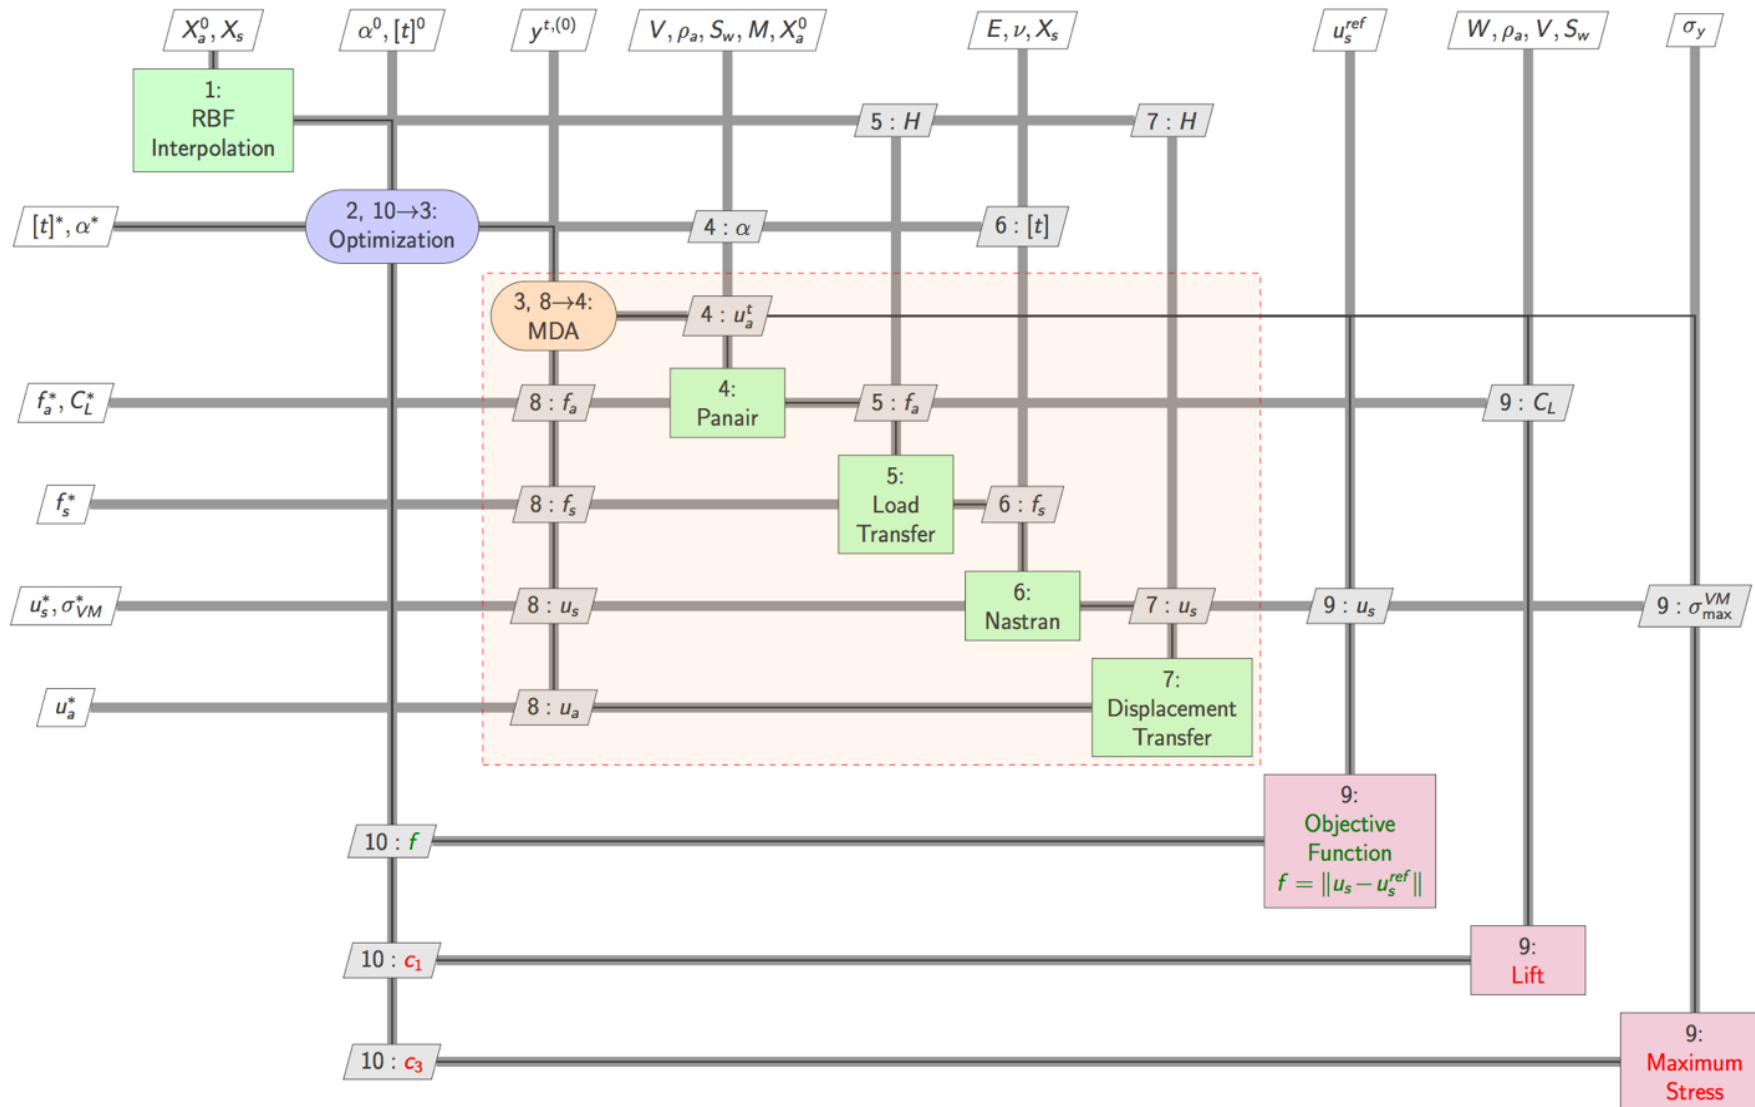 X_a^0, X_s
α^0, [t]^0
y^{t,(0)}
V, ρ_a, S_w, M, X_a^0
E, ν, X_s
u_s^{ref}
W, ρ_a, V, S_w
σ_y
1:
RBF
Interpolation
5 : H
7 : H
[t]*, α*
2, 10→3:
Optimization
4 : α
6 : [t]
3, 8→4:
MDA
4 : u_a^t
f_a^*, C_L^*
8 : f_a
4:
Panair
5 : f_a
9 : C_L
f_s^*
8 : f_s
5:
Load
Transfer
6 : f_s
u_s^*, σ_{VM}^*
8 : u_s
6:
Nastran
7 : u_s
9 : u_s
9 : σ_{max}^{VM}
u_a^*
8 : u_a
7:
Displacement
Transfer
10 : f
9:
Objective
Function
f = ‖u_s − u_s^{ref}‖
10 : c_1
9:
Lift
10 : c_3
9:
Maximum
Stress